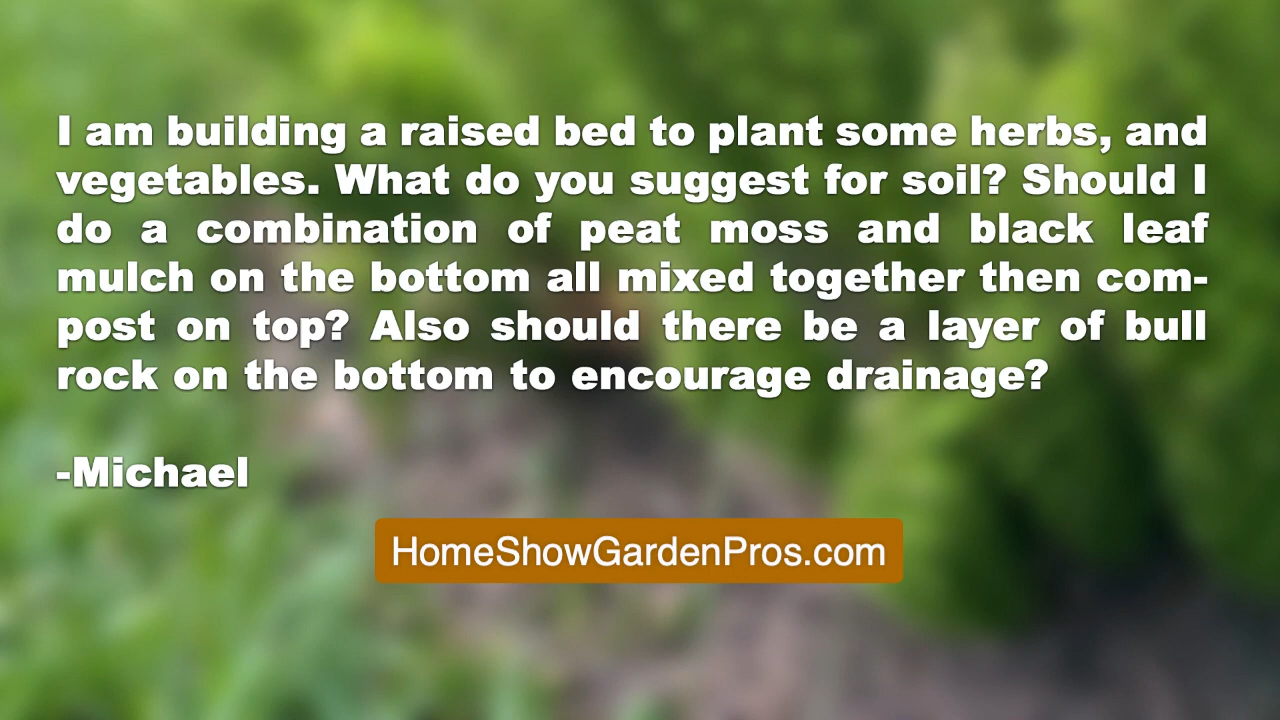 I am building a raised bed to plant some herbs, and
vegetables. What do you suggest for soil? Should I
do a combination of peat moss and black leaf
mulch on the bottom all mixed together then com-
post on top? Also should there be a layer of bull
rock on the bottom to encourage drainage?
-Michael
HomeShowGardenPros.com